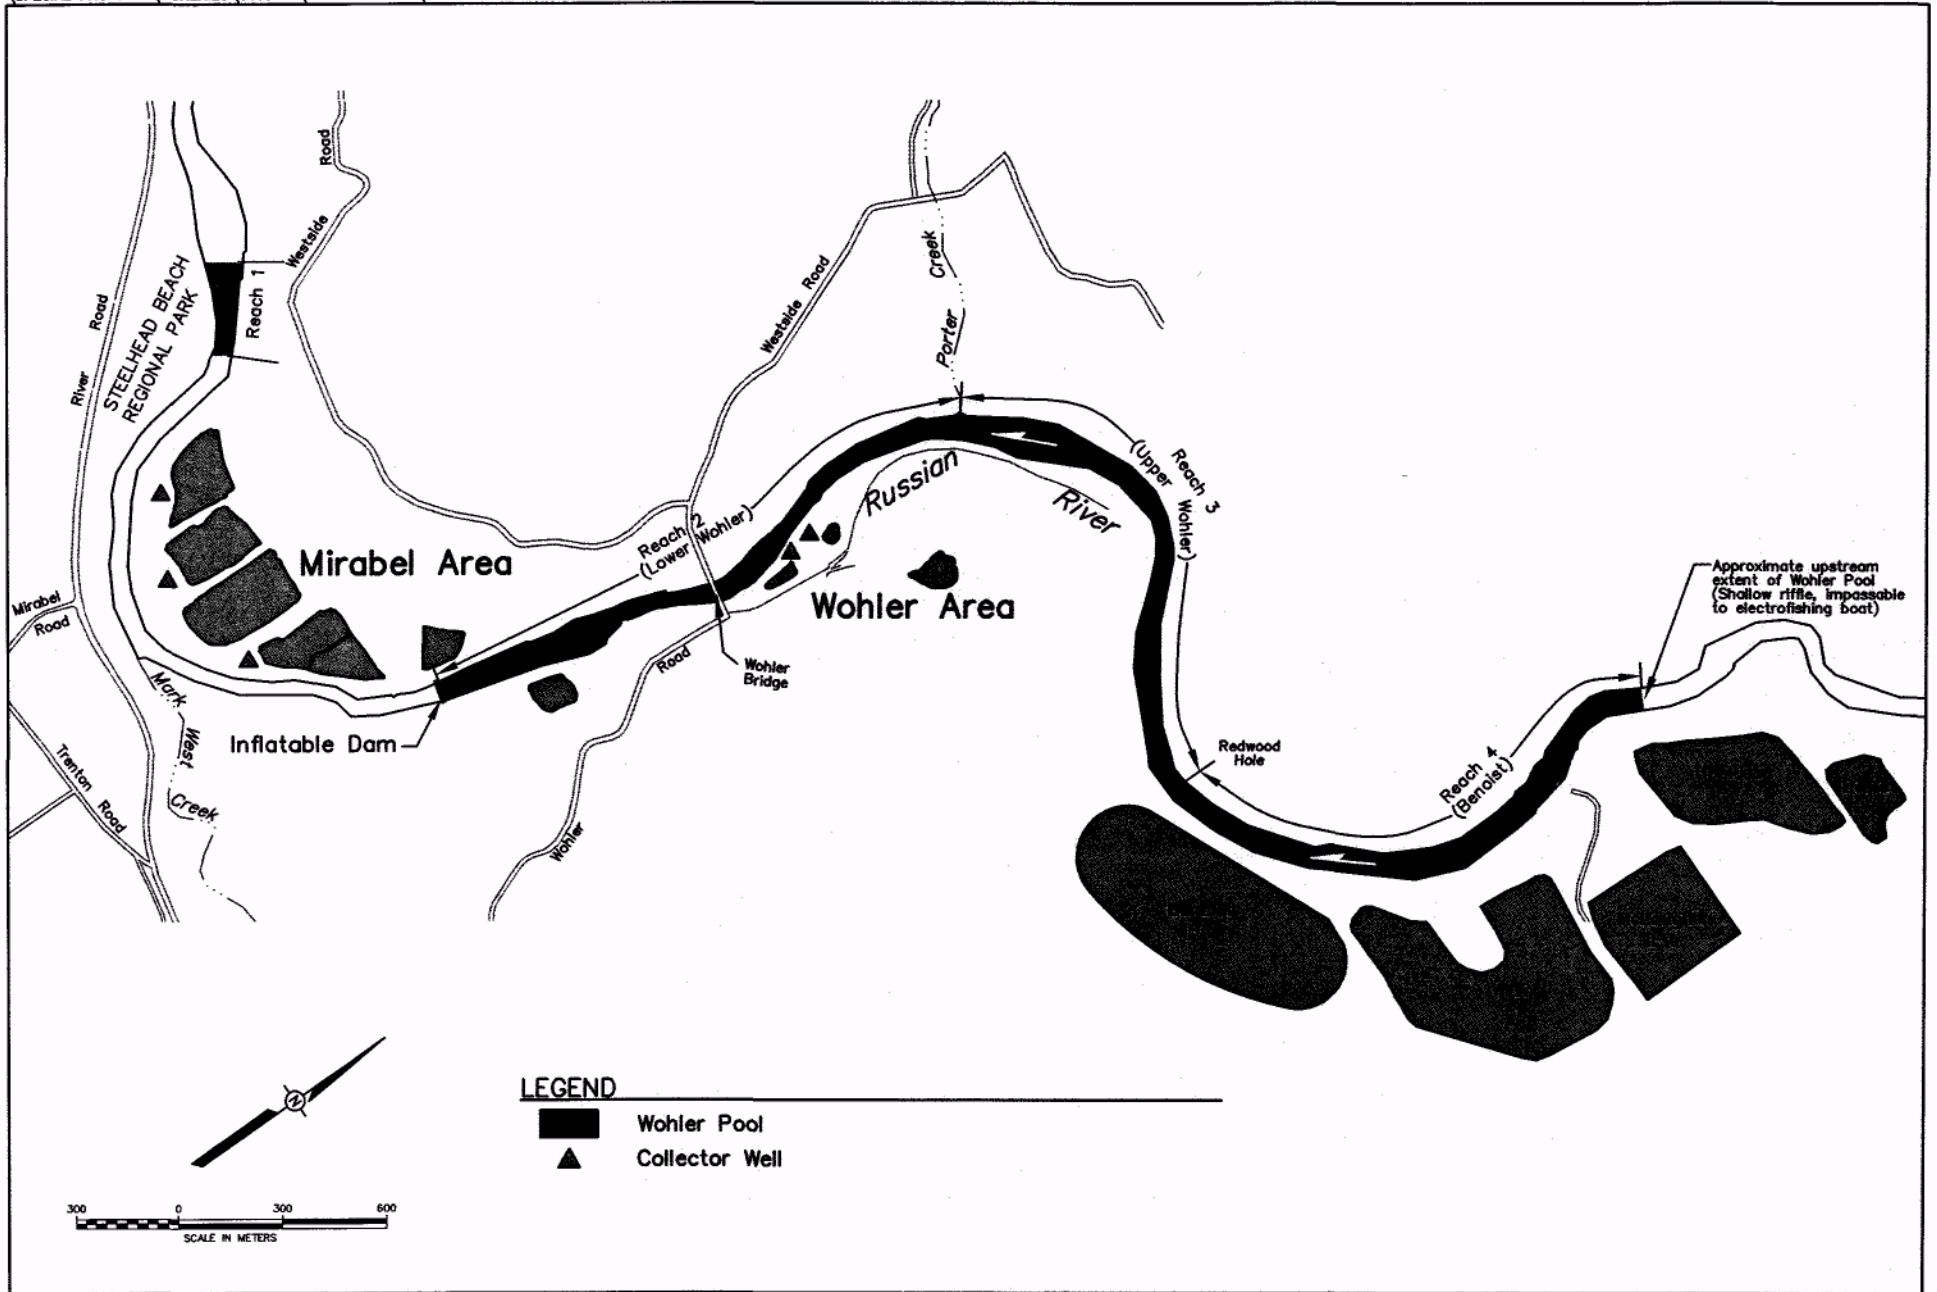 Road
Westside
River
Road
STEELHEAD BEACH
REGIONAL PARK
Reach 1
Westside Road
Creek
Porter
Mirabel Area
Reach 2
(Lower Wohler)
Russian
River
Reach 3
(Upper Wohler)
Wohler Area
Mirabel
Road
Approximate upstream
extent of Wohler Pool
(Shallow riffle, impassable
to electrofishing boat)
Wohler
Bridge
Road
Wohler
Mark
West
Creek
Inflatable Dam
Trenton
Road
Redwood
Hole
Reach 4
(Benoist)
N
LEGEND
Wohler Pool
Collector Well
300 0 300 600
SCALE IN METERS